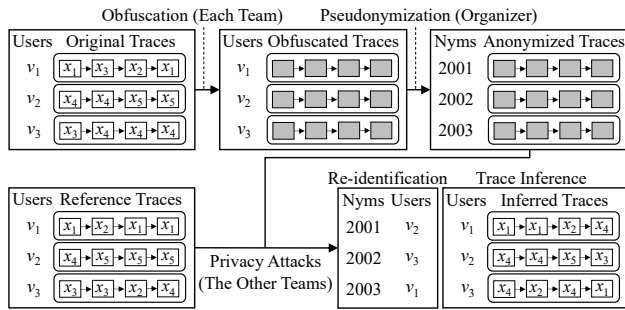 Obfuscation (Each Team) Pseudonymization (Organizer)
Users Original Traces Users Obfuscated Traces Nyms Anonymized Traces
v1 x1 x3 x2 x1 v1 2001
v2 x4 x4 x5 x5 v2 2002
v3 x3 x4 x4 x4 v3 2003
Re-identification Trace Inference
Users Reference Traces Nyms Users Users Inferred Traces
v1 x1 x2 x1 x1 2001 v2 v1 x1 x1 x2 x4
v2 x4 x5 x5 x5 2002 v3 v2 x4 x4 x5 x3
v3 x3 x3 x2 x4 2003 v1 v3 x4 x2 x4 x1
Privacy Attacks
(The Other Teams)